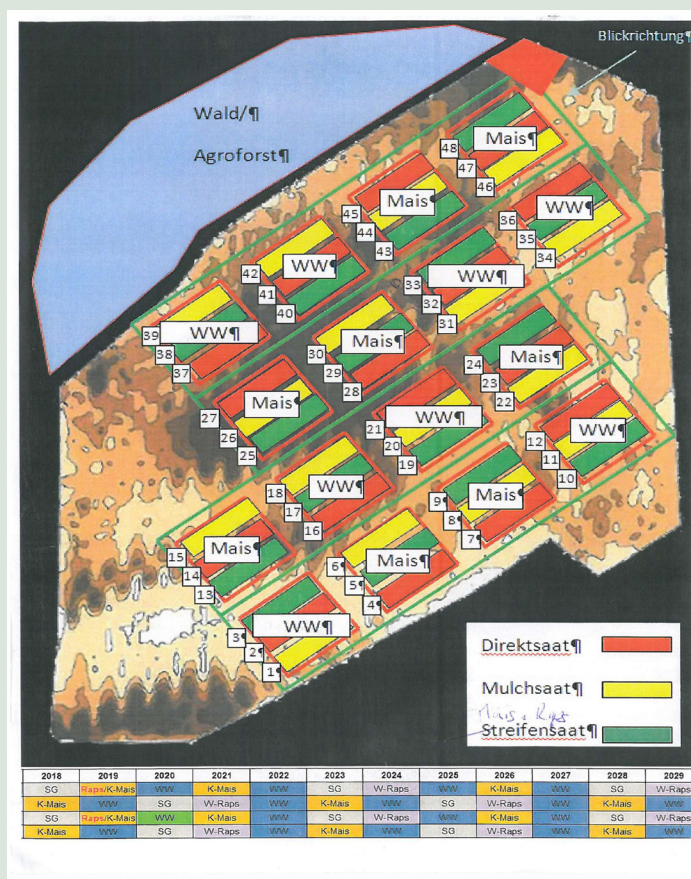 Blickrichtung¶
Wald/¶
Agroforst¶
Mais¶
48
47
46
Mais¶
45
44
43
WW¶
36
35
34
WW¶
42
41
40
WW¶
33
32
31
WW¶
39
38
37
Mais¶
30
29
28
Mais¶
24
23
22
Mais¶
27
26
25
WW¶
21
20
19
WW¶
12
11
10
WW¶
18
17
16
Mais¶
9¶
8¶
7¶
Mais¶
15
14
13
Mais¶
6¶
5¶
4¶
WW¶
3¶
2¶
1¶
Direktsaat¶
Mulchsaat¶
Mais + Raps
Streifensaat¶
2018 2019 2020 2021 2022 2023 2024 2025 2026 2027 2028 2029
SG Raps/K-Mais WW K-Mais WW SG W-Raps WW K-Mais WW SG W-Raps
K-Mais WW SG W-Raps WW K-Mais WW SG W-Raps WW K-Mais WW
SG Raps/K-Mais WW K-Mais WW SG W-Raps WW K-Mais WW SG W-Raps
K-Mais WW SG W-Raps WW K-Mais WW SG W-Raps WW K-Mais WW